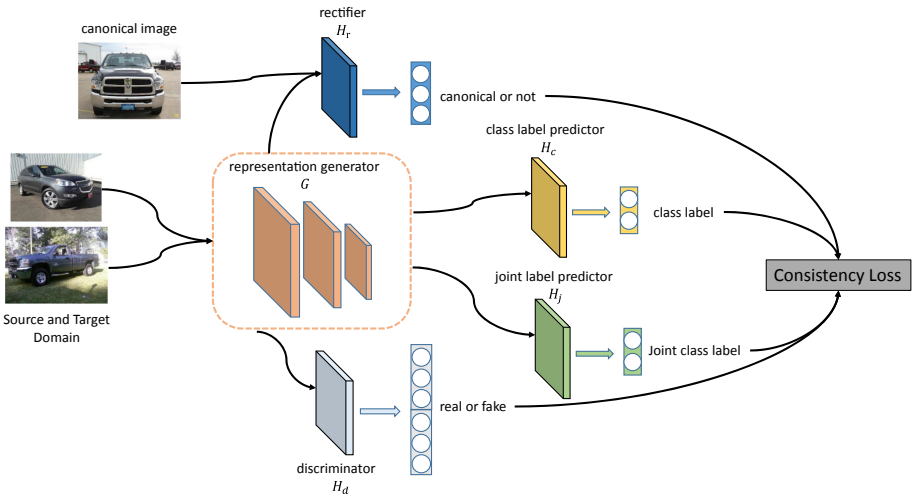 rectifier
H_r
canonical image
canonical or not
class label predictor
H_c
representation generator
G
class label
joint label predictor
H_j
Consistency Loss
Source and Target
Domain
Joint class label
real or fake
discriminator
H_d